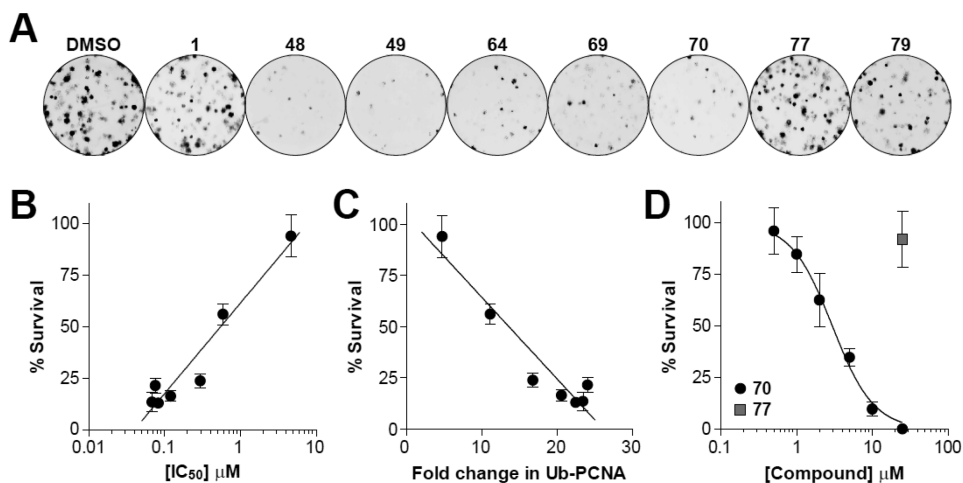 A
DMSO 1 48 49 64 69 70 77 79
B
% Survival
100
75
50
25
0
0.01 0.1 1 10
[IC50] μM
C
% Survival
100
75
50
25
0
0 10 20 30
Fold change in Ub-PCNA
D
% Survival
100
75
50
25
0
70
77
0.1 1 10 100
[Compound] μM